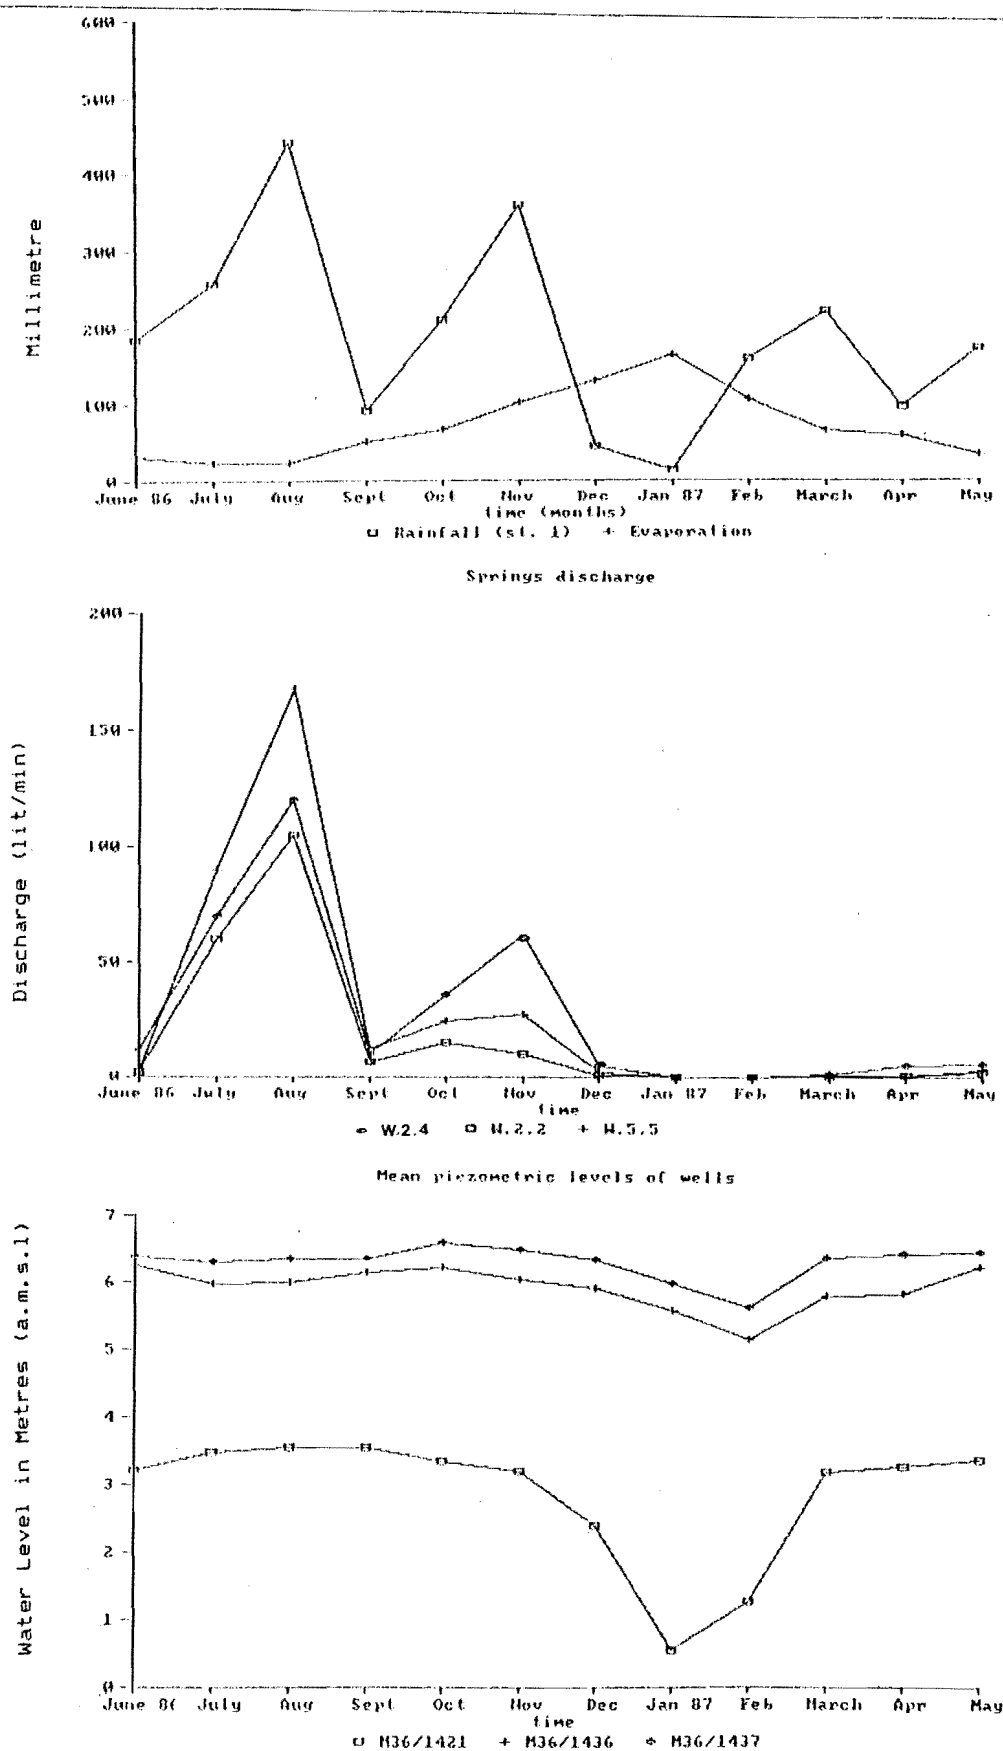 600
500
400
300
200
100
0
Millimetre
June 86 July Aug Sept Oct Nov Dec Jan 87 Feb March Apr May
time (months)
Rainfall (st. 1) + Evaporation
Springs discharge
200
150
100
50
0
Discharge (lit/min)
June 86 July Aug Sept Oct Nov Dec Jan 87 Feb March Apr May
time
W.2.4 W.2.2 + W.5.5
Mean piezometric levels of wells
7
6
5
4
3
2
1
0
Water Level in Metres (a.m.s.l)
June 86 July Aug Sept Oct Nov Dec Jan 87 Feb March Apr May
time
M36/1421 + M36/1436 M36/1437